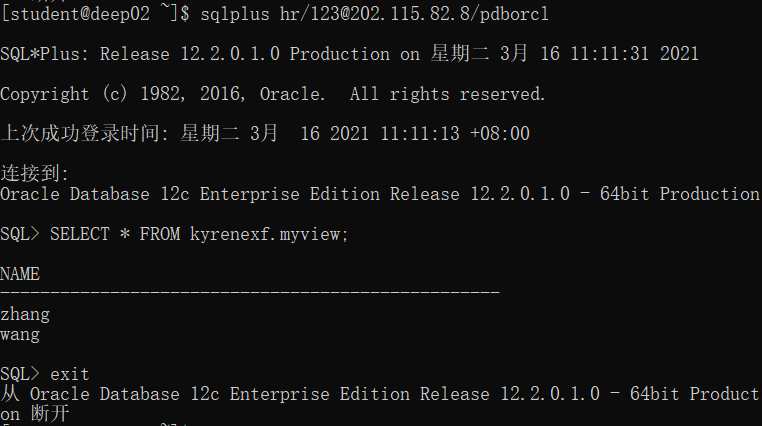 [student@deep02 ~]$ sqlplus hr/123@202.115.82.8/pdborcl
SQL*Plus: Release 12.2.0.1.0 Production on 星期二 3月 16 11:11:31 2021
Copyright (c) 1982, 2016, Oracle.  All rights reserved.
上次成功登录时间: 星期二 3月  16 2021 11:11:13 +08:00
连接到:
Oracle Database 12c Enterprise Edition Release 12.2.0.1.0 - 64bit Production
SQL> SELECT * FROM kyrenexf.myview;
NAME
--------------------------------------------------
zhang
wang
SQL> exit
从 Oracle Database 12c Enterprise Edition Release 12.2.0.1.0 - 64bit Product
on 断开